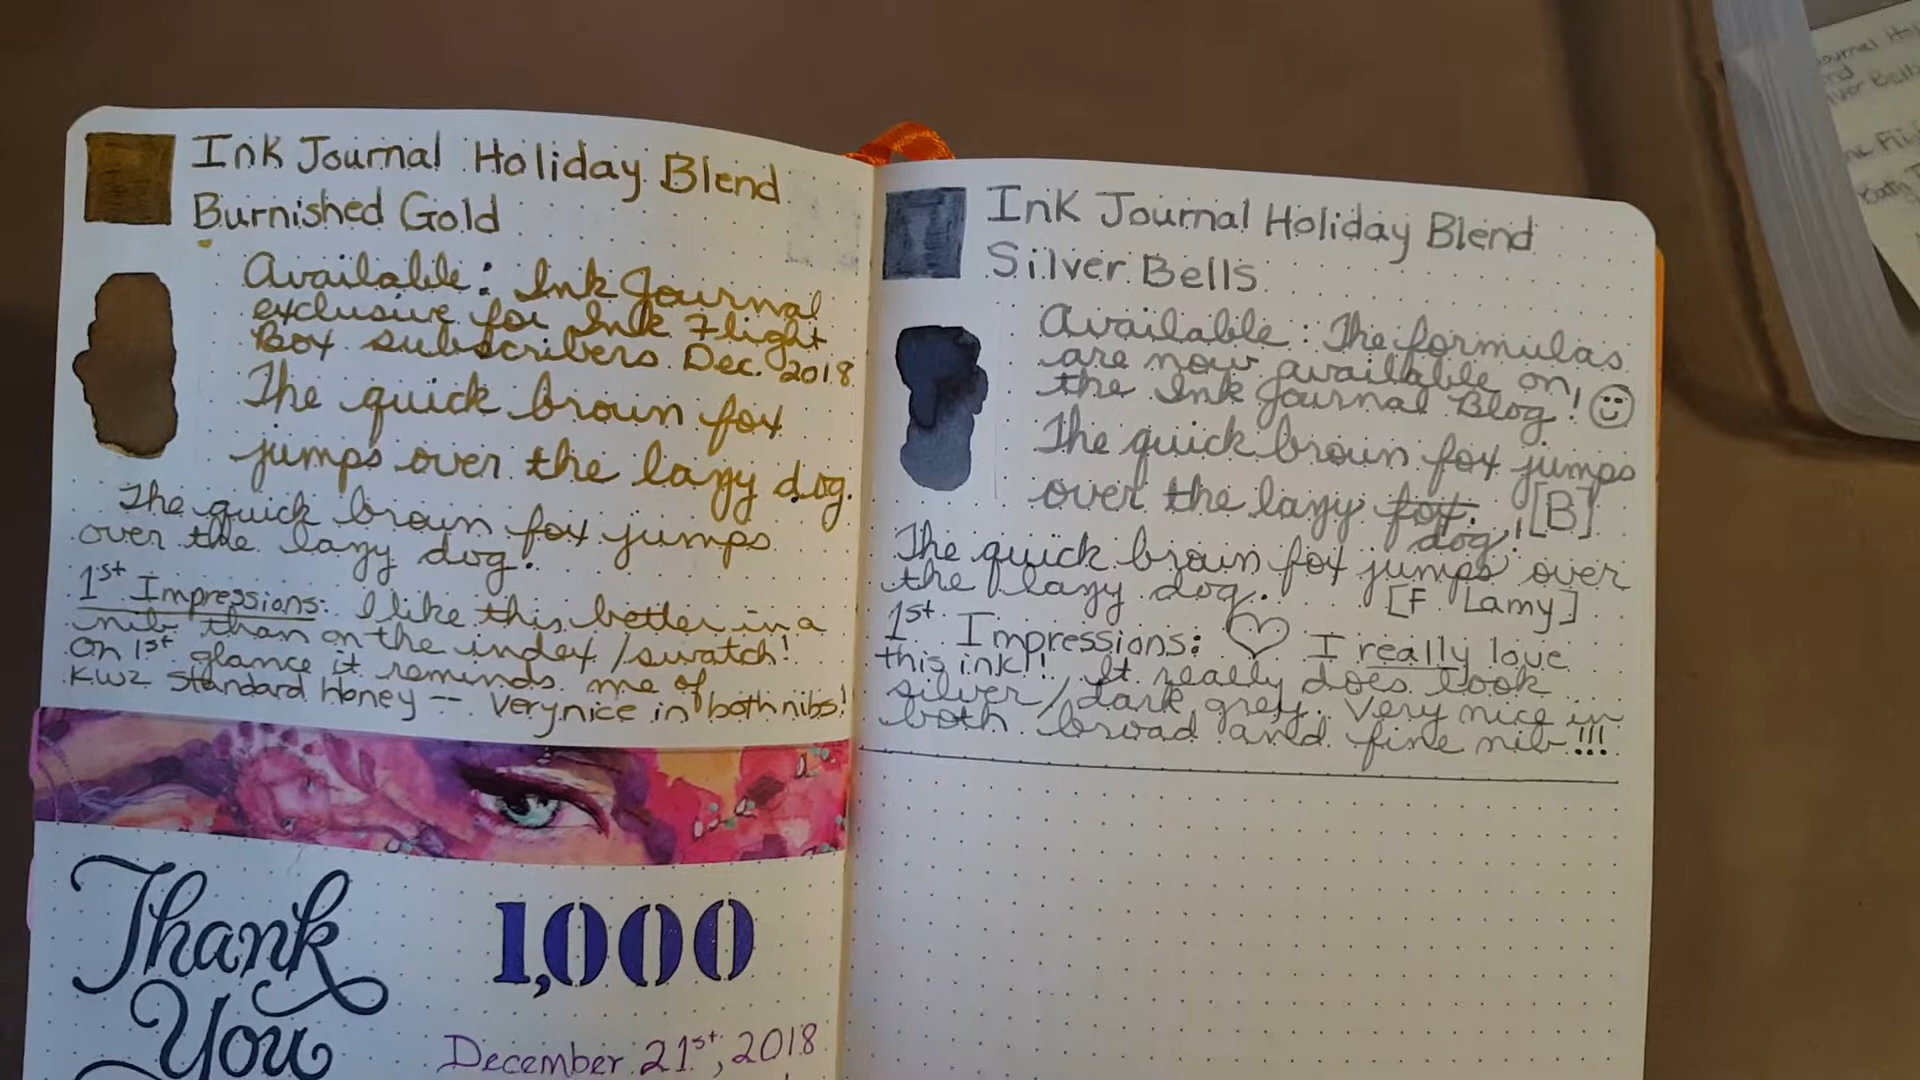 Ink Journal Holiday Blend
Burnished Gold
Available: Ink Journal
exclusive for Ink Flight
Box subscribers Dec. 2018
The quick brown fox
jumps over the lazy dog.
The quick brown fox jumps
over the lazy dog.
1st Impressions: I like this better in a
nib than on the index/swatch!
On 1st glance it reminds me of
KWZ Standard Honey -- Very nice in both nibs!
Thank
You
1,000
December 21st, 2018
Ink Journal Holiday Blend
Silver Bells
Available: The formulas
are now available on
the Ink Journal Blog!
The quick brown fox jumps
over the lazy fox. [B]
dog!
The quick brown fox jumps over
the lazy dog. [F Lamy]
1st Impressions: I really love
this ink!! It really does look
silver/dark grey. Very nice in
both broad and fine nib!!!